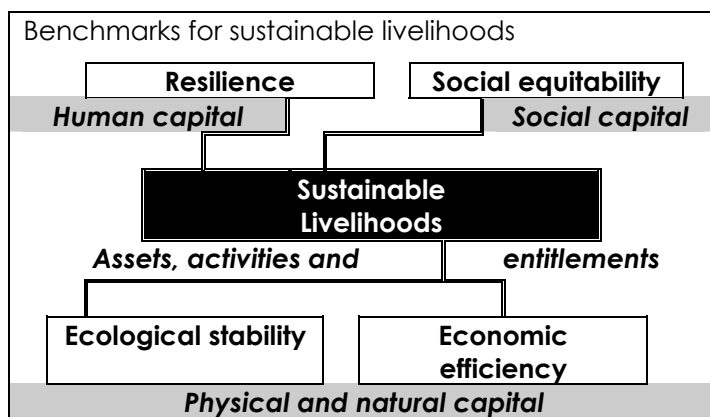 Benchmarks for sustainable livelihoods
Resilience
Social equitability
Human capital
Social capital
Sustainable
Livelihoods
Assets, activities and entitlements
Ecological stability
Economic
efficiency
Physical and natural capital